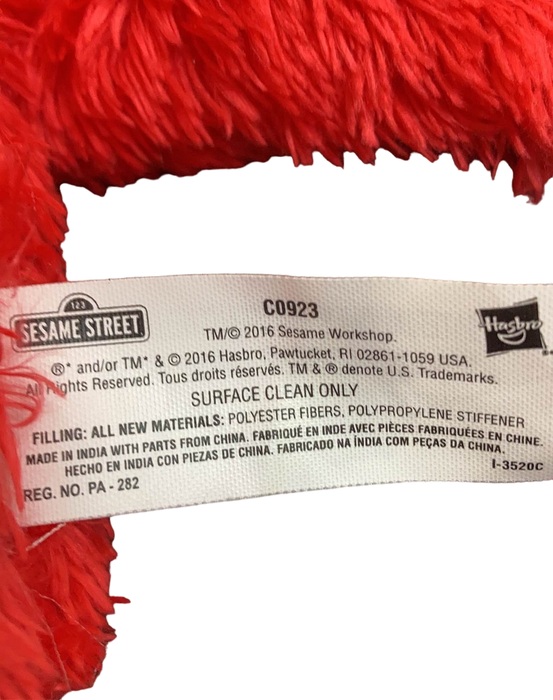 123
SESAME STREET
C0923
Hasbro
TM/© 2016 Sesame Workshop.
®* and/or TM* & © 2016 Hasbro, Pawtucket, RI 02861-1059 USA.
All Rights Reserved. Tous droits réservés. TM & ® denote U.S. Trademarks.
SURFACE CLEAN ONLY
FILLING: ALL NEW MATERIALS: POLYESTER FIBERS, POLYPROPYLENE STIFFENER
MADE IN INDIA WITH PARTS FROM CHINA. FABRIQUÉ EN INDE AVEC PIÈCES FABRIQUÉES EN CHINE.
HECHO EN INDIA CON PIEZAS DE CHINA. FABRICADO NA ÍNDIA COM PEÇAS DA CHINA.
I-3520C
REG. NO. PA - 282